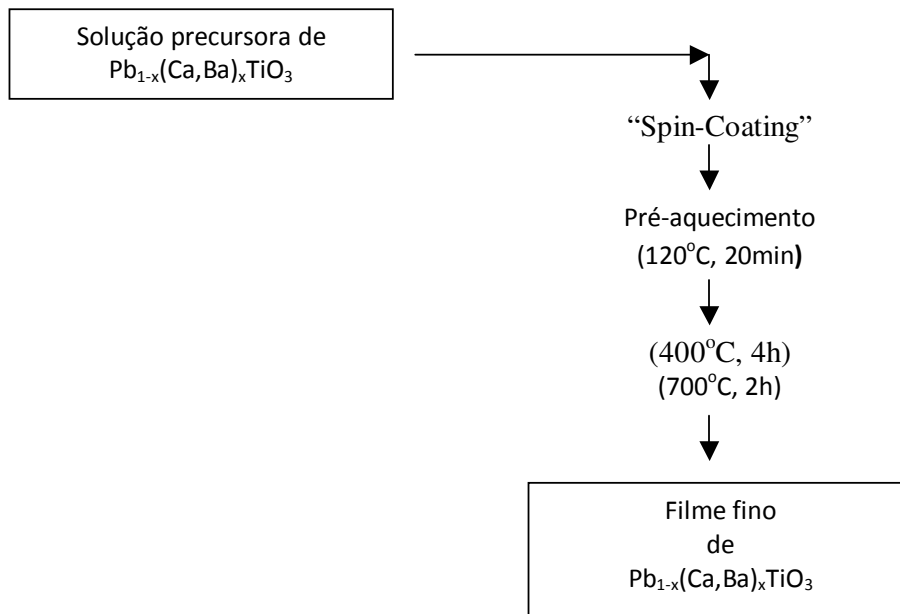 Solução precursora de
Pb₁₋ₓ(Ca,Ba)ₓTiO₃
“Spin-Coating”
Pré-aquecimento
(120°C, 20min)
(400°C, 4h)
(700°C, 2h)
Filme fino
de
Pb₁₋ₓ(Ca,Ba)ₓTiO₃